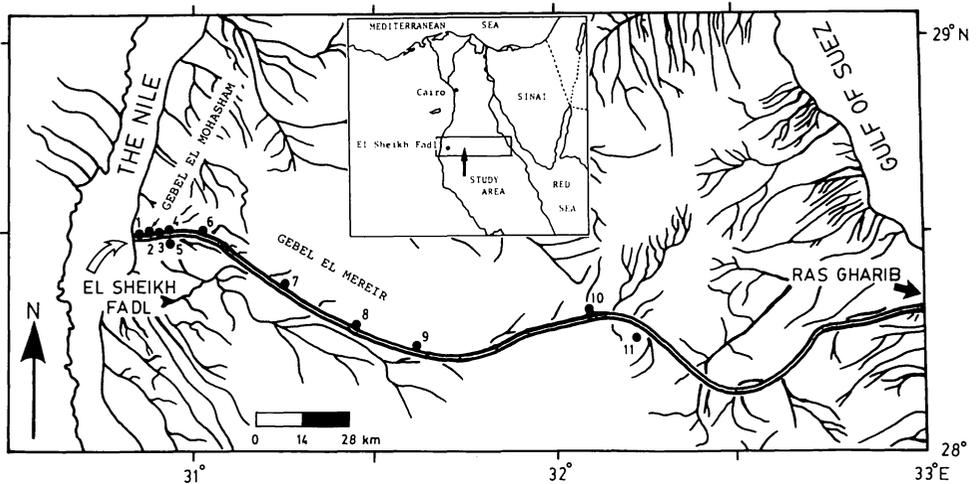 MEDITERRANEAN SEA
Cairo
SINAI
El Sheikh Fadl
STUDY
AREA
RED
SEA
29°N
THE NILE
GEBEL EL MOHASHAM
GULF OF SUEZ
1 4 6
2 3 5
GEBEL EL MEREIR
EL SHEIKH
FADL
RAS GHARIB
7
8
9
10
11
N
0 14 28 km
28°
31° 32° 33°E